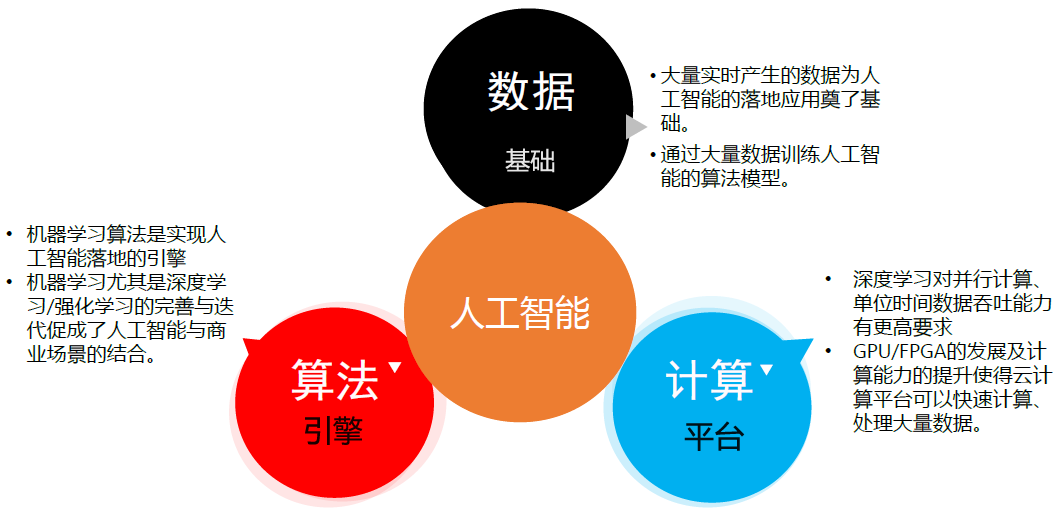 数据
基础
• 大量实时产生的数据为人
工智能的落地应用奠了基
础。
• 通过大量数据训练人工智
能的算法模型。
人工智能
• 机器学习算法是实现人
工智能落地的引擎
• 机器学习尤其是深度学
习/强化学习的完善与迭
代促成了人工智能与商
业场景的结合。
算法
引擎
计算
平台
• 深度学习对并行计算、
单位时间数据吞吐能力
有更高要求
• GPU/FPGA的发展及计
算能力的提升使得云计
算平台可以快速计算、
处理大量数据。